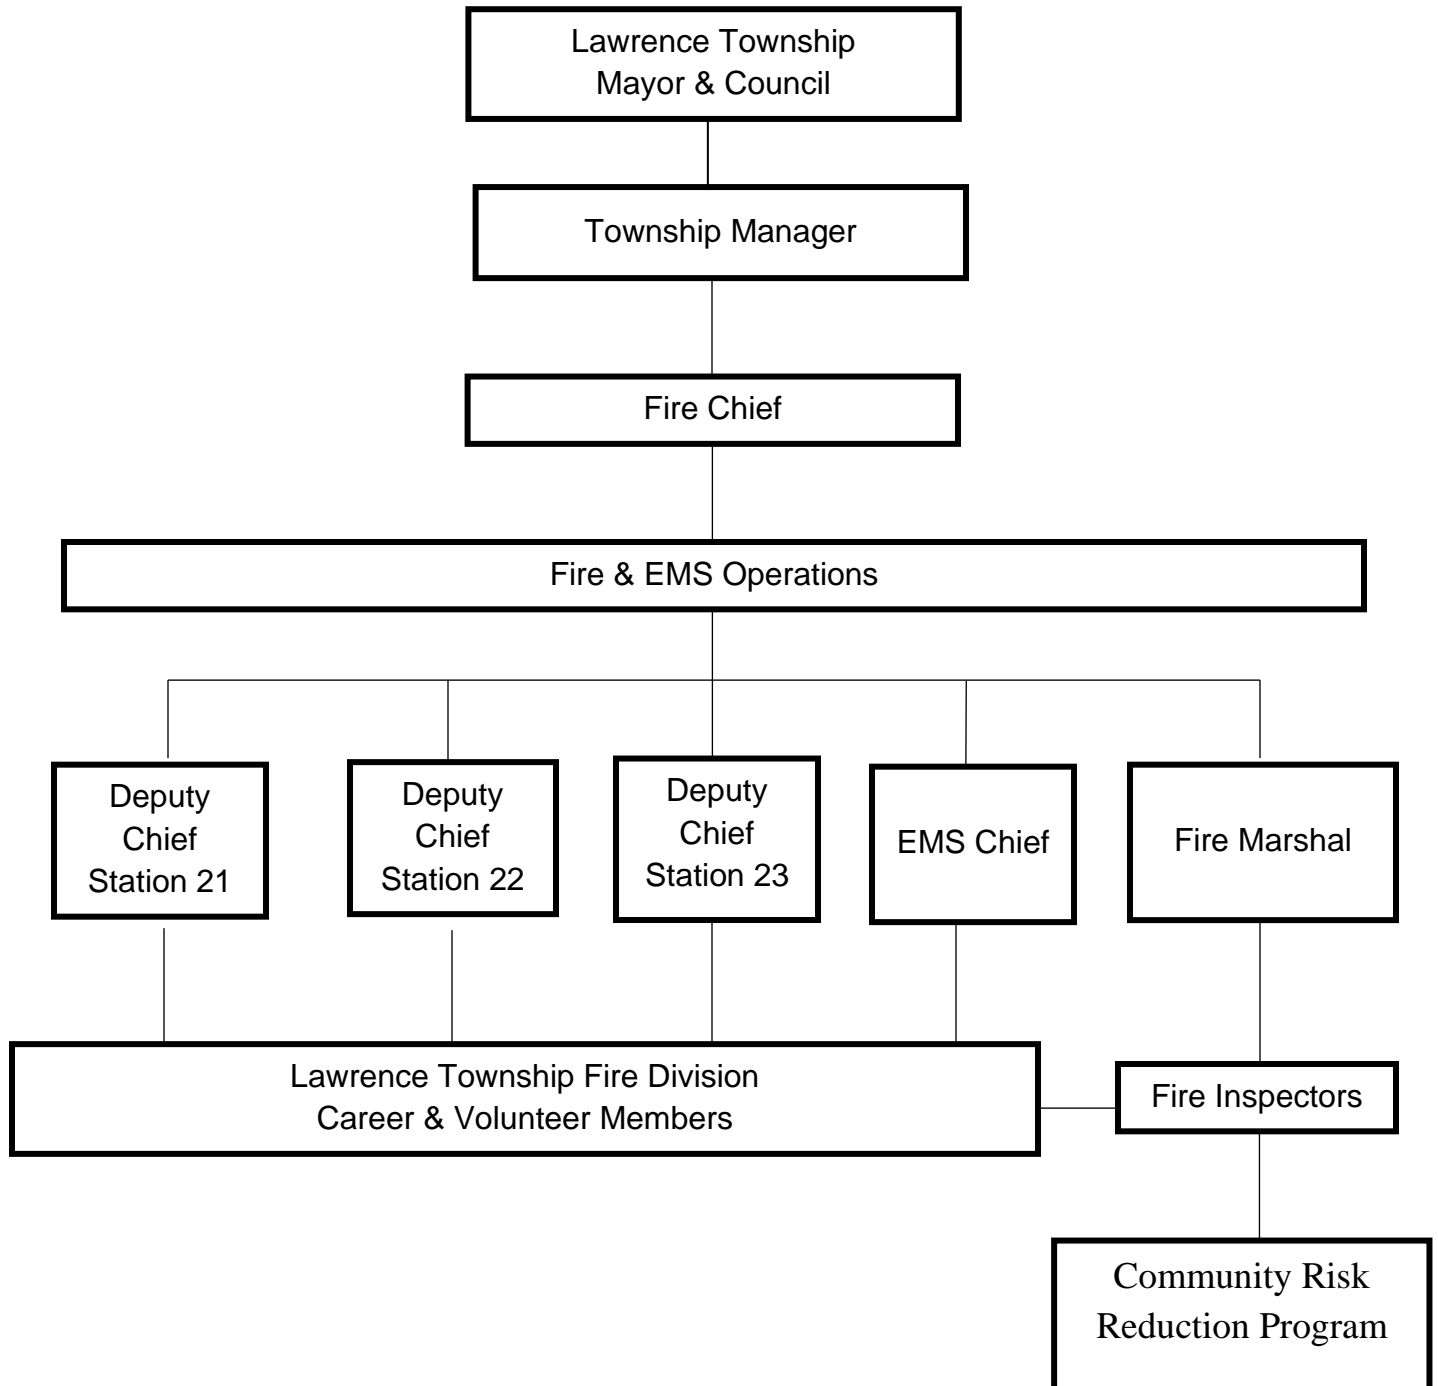 Lawrence Township
Mayor & Council
Township Manager
Fire Chief
Fire & EMS Operations
Deputy
Chief
Station 21
Deputy
Chief
Station 22
Deputy
Chief
Station 23
EMS Chief
Fire Marshal
Lawrence Township Fire Division
Career & Volunteer Members
Fire Inspectors
Community Risk
Reduction Program